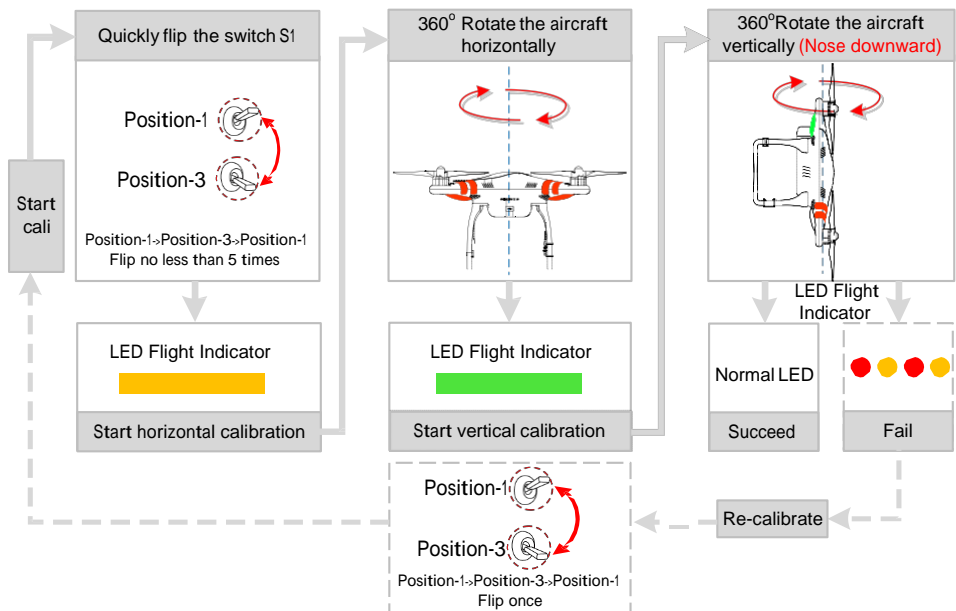 Quickly flip the switch S1
Position-1
Position-3
Position-1->Position-3->Position-1
Flip no less than 5 times
Start
cali
LED Flight Indicator
Start horizontal calibration
360° Rotate the aircraft
horizontally
LED Flight Indicator
Start vertical calibration
360°Rotate the aircraft
vertically (Nose downward)
LED Flight
Indicator
Normal LED
Succeed
Fail
Re-calibrate
Position-1
Position-3
Position-1->Position-3->Position-1
Flip once